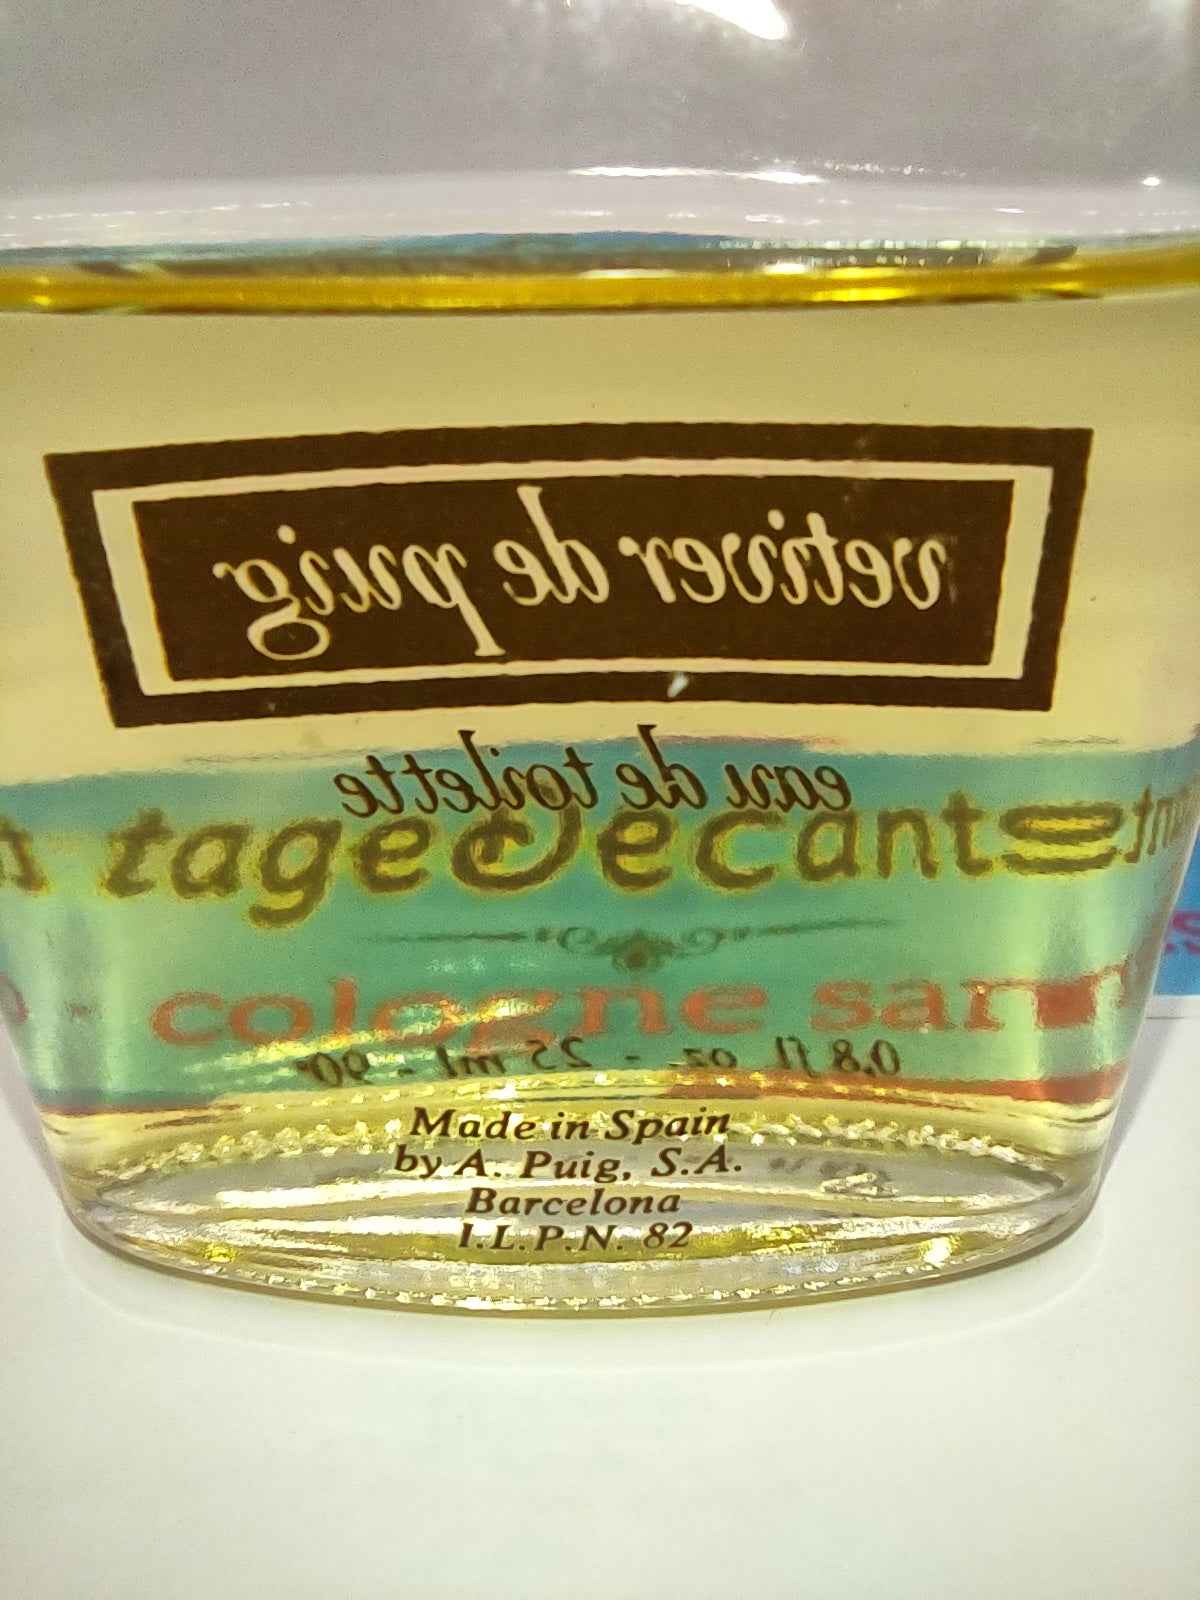 vetiver de puig
eau de toilette
tage Decant
cologne sam
0.8 fl. oz. - 25 ml - 90°
Made in Spain
by A. Puig, S.A.
Barcelona
I.L.P.N. 82